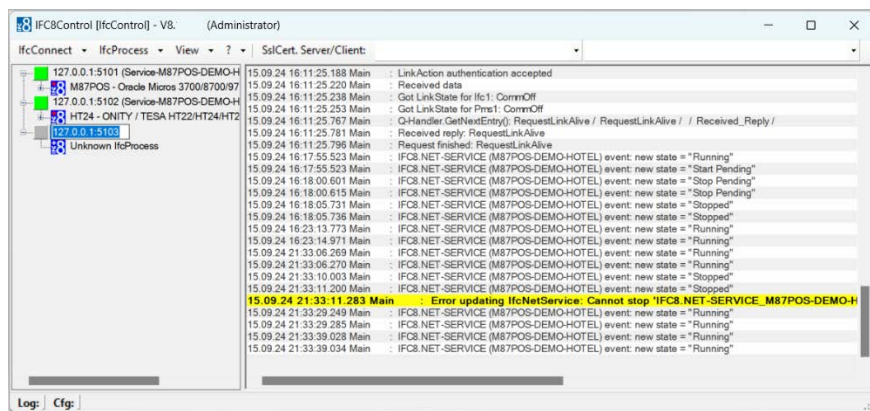 IFC8Control [IfcControl] - V8. (Administrator)
IfcConnect IfcProcess View ? SslCert. Server/Client:
127.0.0.1:5101 (Service-M87POS-DEMO-H
M87POS - Oracle Micros 3700/8700/97
127.0.0.1:5102 (Service-M87POS-DEMO-H
HT24 - ONITY / TESA HT22/HT24/HT2
127.0.0.1:5103
Unknown IfcProcess
15.09.24 16:11:25.188 Main : LinkAction authentication accepted
15.09.24 16:11:25.220 Main : Received data
15.09.24 16:11:25.238 Main : Got LinkState for Ifc1: CommOff
15.09.24 16:11:25.253 Main : Got LinkState for Pms1: CommOff
15.09.24 16:11:25.767 Main : Q-Handler.GetNextEntry(): RequestLinkAlive / RequestLinkAlive / / Received_Reply /
15.09.24 16:11:25.781 Main : Received reply: RequestLinkAlive
15.09.24 16:11:25.796 Main : Request finished: RequestLinkAlive
15.09.24 16:17:55.523 Main : IFC8.NET-SERVICE (M87POS-DEMO-HOTEL) event: new state = "Running"
15.09.24 16:17:55.523 Main : IFC8.NET-SERVICE (M87POS-DEMO-HOTEL) event: new state = "Start Pending"
15.09.24 16:18:00.601 Main : IFC8.NET-SERVICE (M87POS-DEMO-HOTEL) event: new state = "Stop Pending"
15.09.24 16:18:00.615 Main : IFC8.NET-SERVICE (M87POS-DEMO-HOTEL) event: new state = "Stop Pending"
15.09.24 16:18:05.731 Main : IFC8.NET-SERVICE (M87POS-DEMO-HOTEL) event: new state = "Stopped"
15.09.24 16:18:05.736 Main : IFC8.NET-SERVICE (M87POS-DEMO-HOTEL) event: new state = "Stopped"
15.09.24 16:23:13.773 Main : IFC8.NET-SERVICE (M87POS-DEMO-HOTEL) event: new state = "Running"
15.09.24 16:23:14.971 Main : IFC8.NET-SERVICE (M87POS-DEMO-HOTEL) event: new state = "Running"
15.09.24 21:33:06.269 Main : IFC8.NET-SERVICE (M87POS-DEMO-HOTEL) event: new state = "Running"
15.09.24 21:33:06.270 Main : IFC8.NET-SERVICE (M87POS-DEMO-HOTEL) event: new state = "Running"
15.09.24 21:33:10.003 Main : IFC8.NET-SERVICE (M87POS-DEMO-HOTEL) event: new state = "Stopped"
15.09.24 21:33:11.200 Main : IFC8.NET-SERVICE (M87POS-DEMO-HOTEL) event: new state = "Stopped"
15.09.24 21:33:11.283 Main : Error updating IfcNetService: Cannot stop 'IFC8.NET-SERVICE_M87POS-DEMO-H
15.09.24 21:33:29.249 Main : IFC8.NET-SERVICE (M87POS-DEMO-HOTEL) event: new state = "Running"
15.09.24 21:33:29.285 Main : IFC8.NET-SERVICE (M87POS-DEMO-HOTEL) event: new state = "Running"
15.09.24 21:33:39.028 Main : IFC8.NET-SERVICE (M87POS-DEMO-HOTEL) event: new state = "Running"
15.09.24 21:33:39.034 Main : IFC8.NET-SERVICE (M87POS-DEMO-HOTEL) event: new state = "Running"
Log: Cfg: